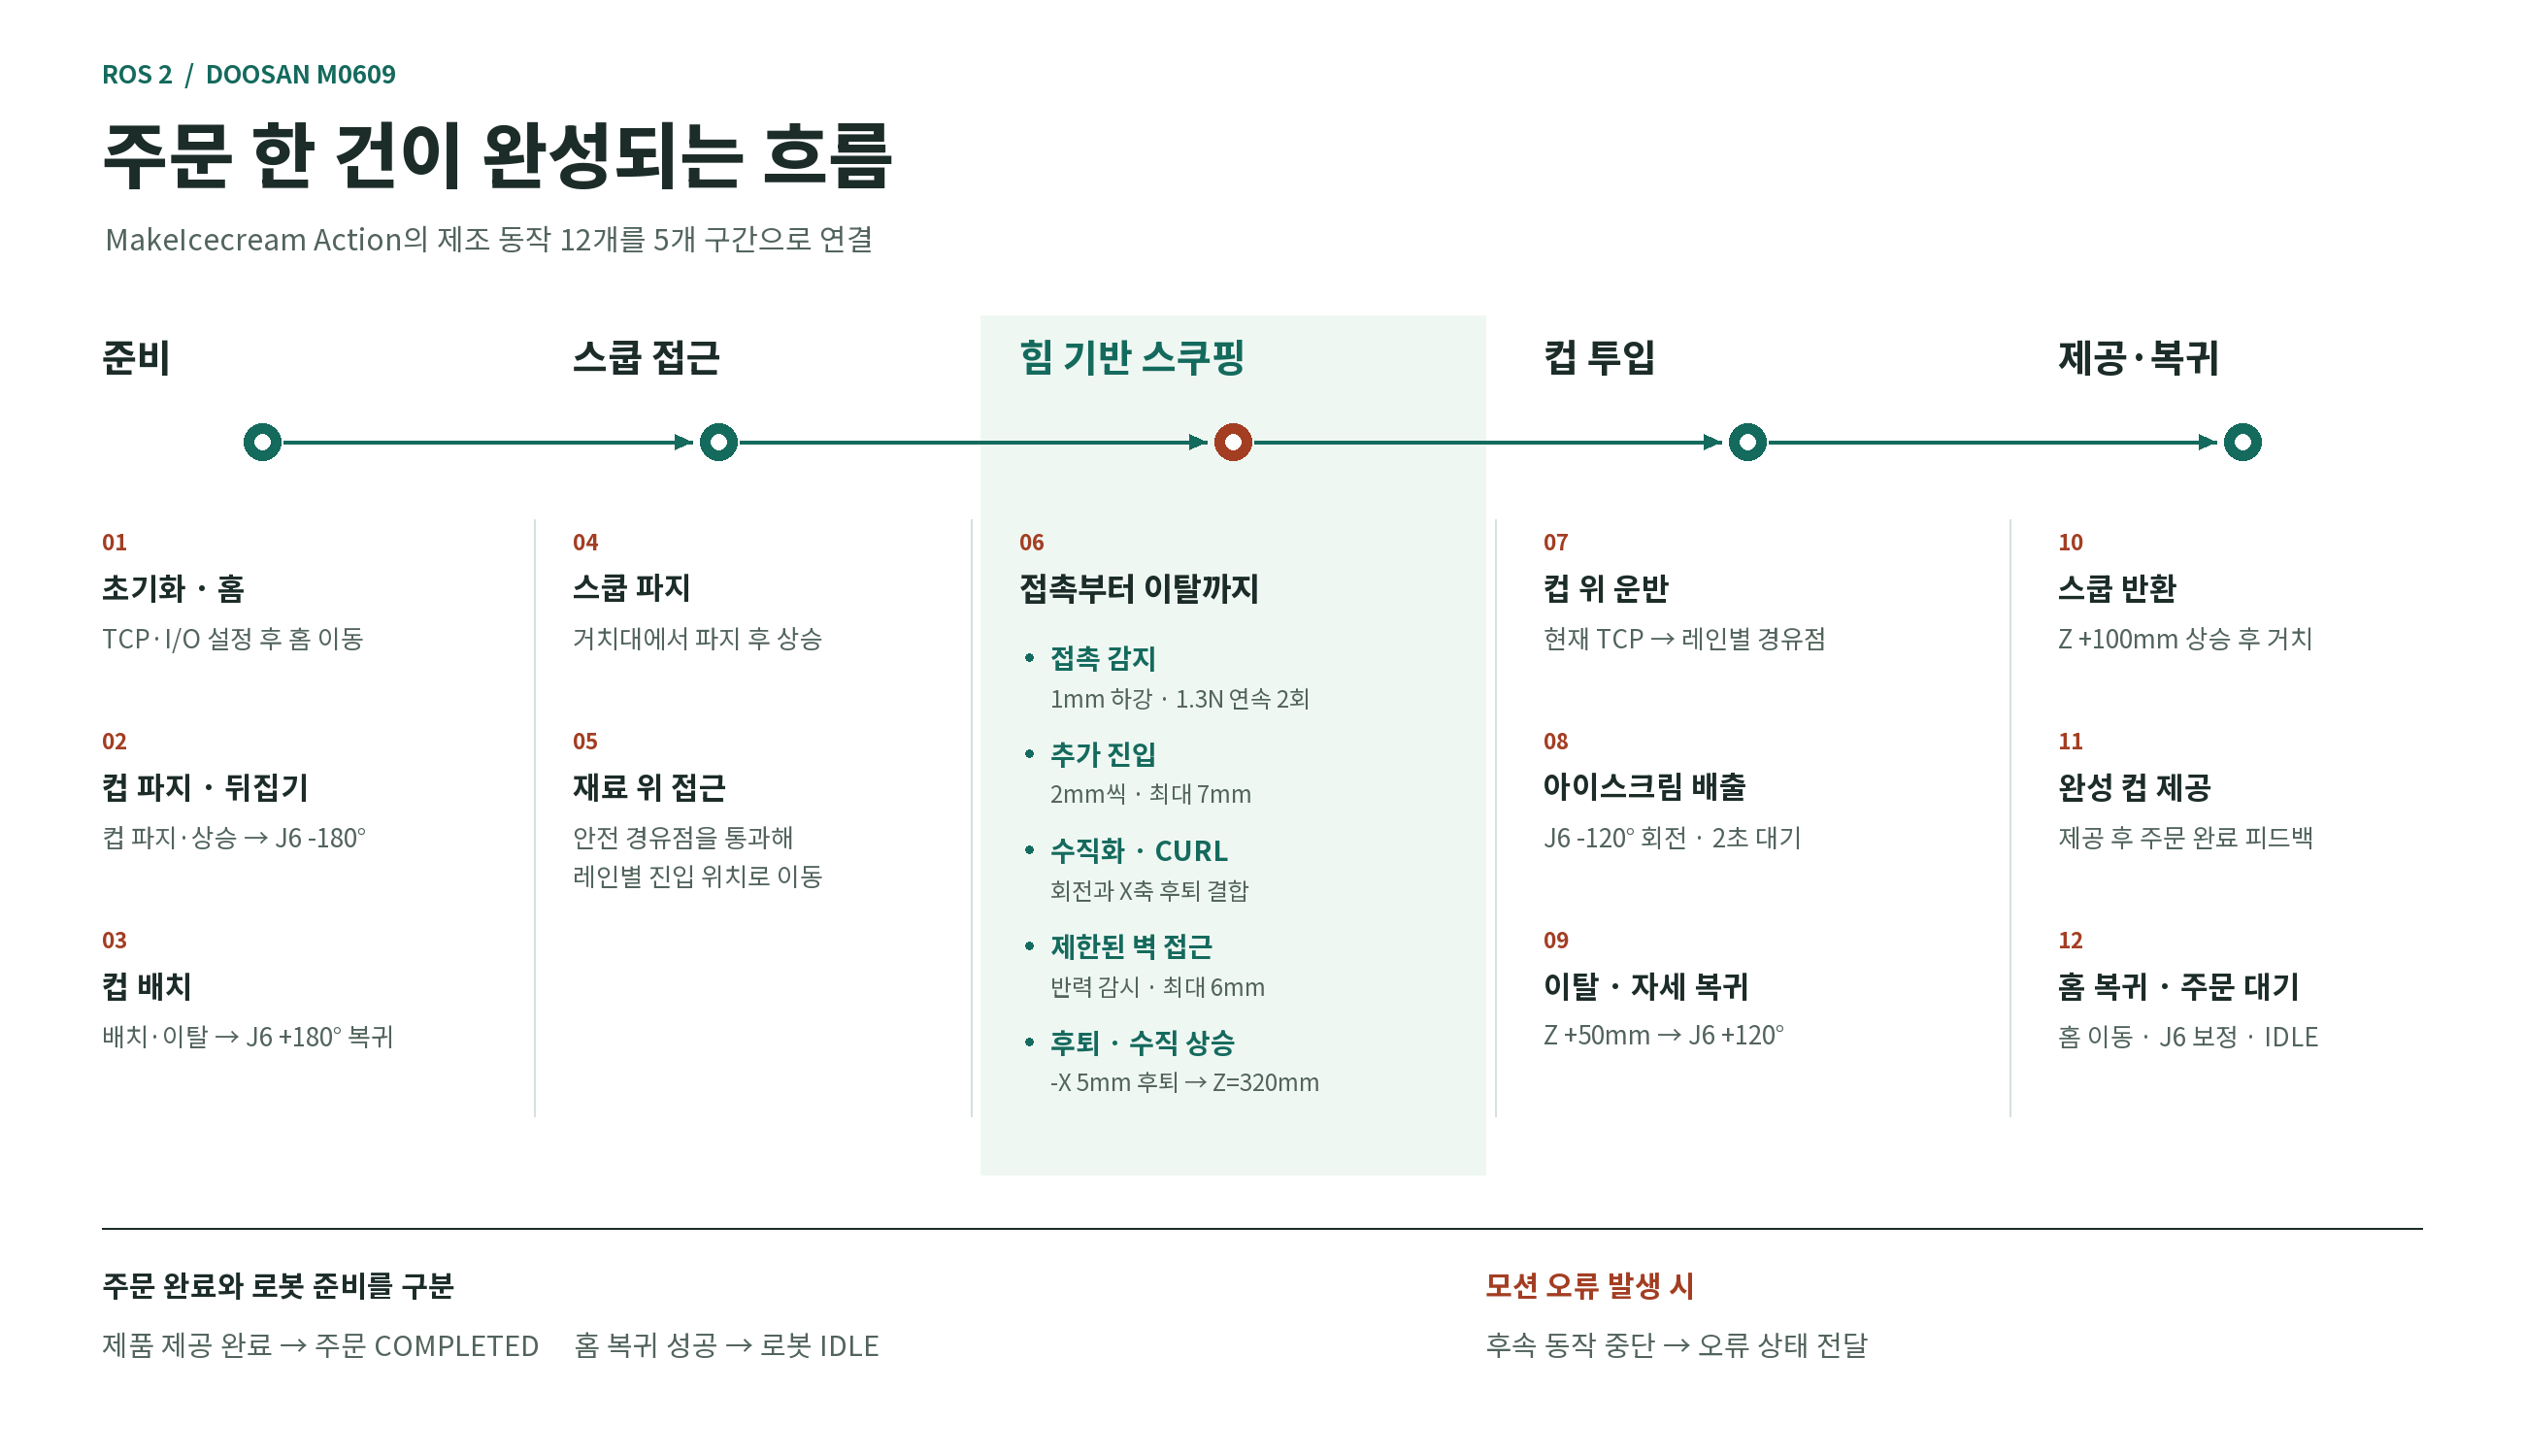 ROS 2 / DOOSAN M0609
주문 한 건이 완성되는 흐름
MakeIcecream Action의 제조 동작 12개를 5개 구간으로 연결
준비
스쿱 접근
힘 기반 스쿠핑
컵 투입
제공·복귀
01
초기화 · 홈
TCP·I/O 설정 후 홈 이동
02
컵 파지 · 뒤집기
컵 파지·상승 → J6 -180°
03
컵 배치
배치·이탈 → J6 +180° 복귀
04
스쿱 파지
거치대에서 파지 후 상승
05
재료 위 접근
안전 경유점을 통과해
레인별 진입 위치로 이동
06
접촉부터 이탈까지
• 접촉 감지
1mm 하강 · 1.3N 연속 2회
• 추가 진입
2mm씩 · 최대 7mm
• 수직화 · CURL
회전과 X축 후퇴 결합
• 제한된 벽 접근
반력 감시 · 최대 6mm
• 후퇴 · 수직 상승
-X 5mm 후퇴 → Z=320mm
07
컵 위 운반
현재 TCP → 레인별 경유점
08
아이스크림 배출
J6 -120° 회전 · 2초 대기
09
이탈 · 자세 복귀
Z +50mm → J6 +120°
10
스쿱 반환
Z +100mm 상승 후 거치
11
완성 컵 제공
제공 후 주문 완료 피드백
12
홈 복귀 · 주문 대기
홈 이동 · J6 보정 · IDLE
주문 완료와 로봇 준비를 구분
제품 제공 완료 → 주문 COMPLETED 홈 복귀 성공 → 로봇 IDLE
모션 오류 발생 시
후속 동작 중단 → 오류 상태 전달